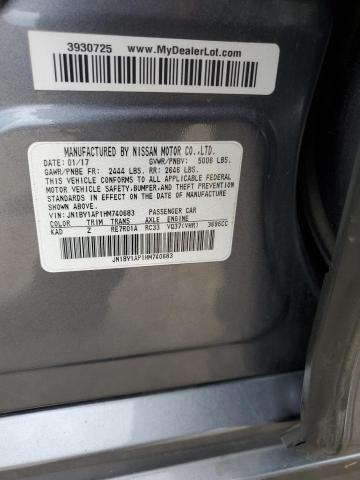 3930725 www.MyDealerLot.com
MANUFACTURED BY NISSAN MOTOR CO.,LTD.
DATE: 01/17 GVWR/PNBV: 5006 LBS.
GAWR/PNBE FR: 2444 LBS. RR: 2646 LBS.
THIS VEHICLE CONFORMS TO ALL APPLICABLE FEDERAL
MOTOR VEHICLE SAFETY,BUMPER,AND THEFT PREVENTION
STANDARDS IN EFFECT ON THE DATE OF MANUFACTURE
SHOWN ABOVE.
VIN: JN1BY1AP1HM740683 PASSENGER CAR
COLOR TRIM TRANS AXLE ENGINE
KAD Z RE7R01A RC33 VQ37(VHR) 3696CC
JN1BY1AP1HM740683